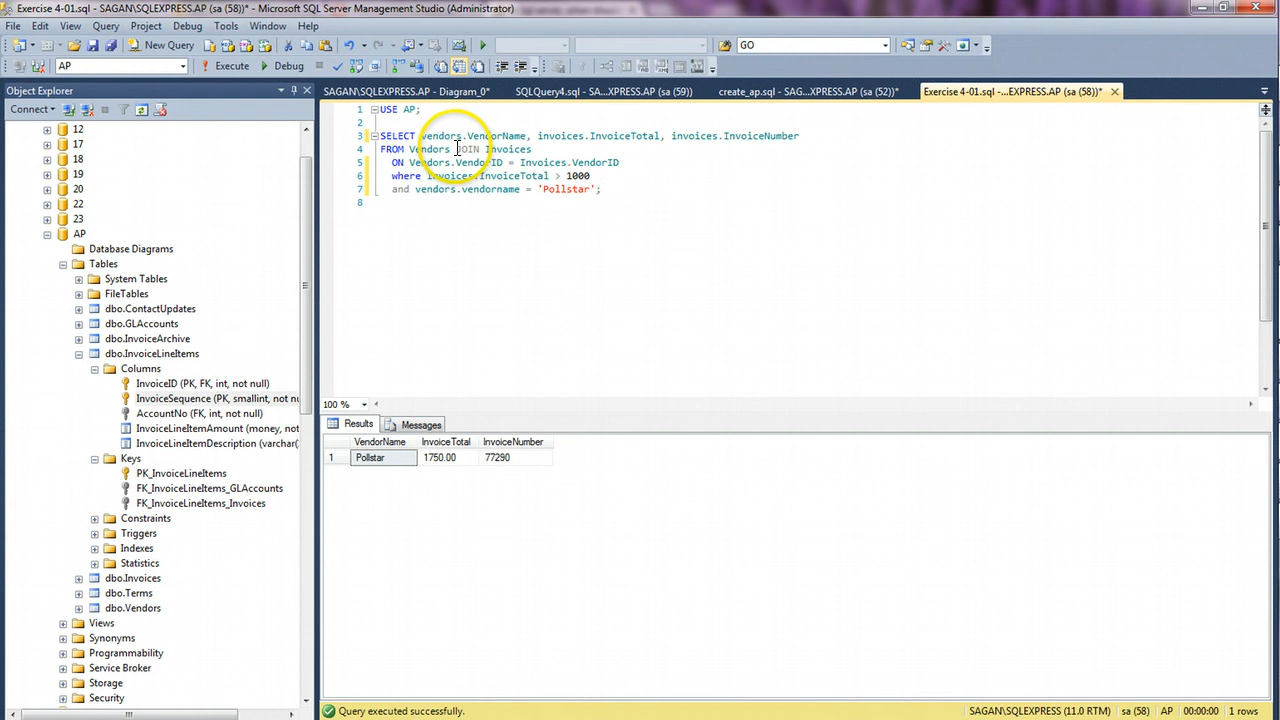 Exercise 4-01.sql - SAGAN\SQLEXPRESS.AP (sa (58))* - Microsoft SQL Server Management Studio (Administrator)
File Edit View Query Project Debug Tools Window Help
New Query GO
AP Execute Debug
Object Explorer
SAGAN\SQLEXPRESS.AP - Diagram_0* SQLQuery4.sql - SA...XPRESS.AP (sa (59)) create_ap.sql - SAG...XPRESS.AP (sa (52))* Exercise 4-01.sql -...EXPRESS.AP (sa (58))*
Connect
12
17
18
19
20
22
23
AP
Database Diagrams
Tables
System Tables
FileTables
dbo.ContactUpdates
dbo.GLAccounts
dbo.InvoiceArchive
dbo.InvoiceLineItems
Columns
InvoiceID (PK, FK, int, not null)
InvoiceSequence (PK, smallint, not nu
AccountNo (FK, int, not null)
InvoiceLineItemAmount (money, not
InvoiceLineItemDescription (varchar(
Keys
PK_InvoiceLineItems
FK_InvoiceLineItems_GLAccounts
FK_InvoiceLineItems_Invoices
Constraints
Triggers
Indexes
Statistics
dbo.Invoices
dbo.Terms
dbo.Vendors
Views
Synonyms
Programmability
Service Broker
Storage
Security
1 USE AP;
2
3 SELECT vendors.VendorName, invoices.InvoiceTotal, invoices.InvoiceNumber
4 FROM Vendors JOIN Invoices
5 ON Vendors.VendorID = Invoices.VendorID
6 where invoices.InvoiceTotal > 1000
7 and vendors.vendorname = 'Pollstar';
8
100 %
Results Messages
VendorName InvoiceTotal InvoiceNumber
1 Pollstar 1750.00 77290
Query executed successfully. SAGAN\SQLEXPRESS (11.0 RTM) sa (58) AP 00:00:00 1 rows